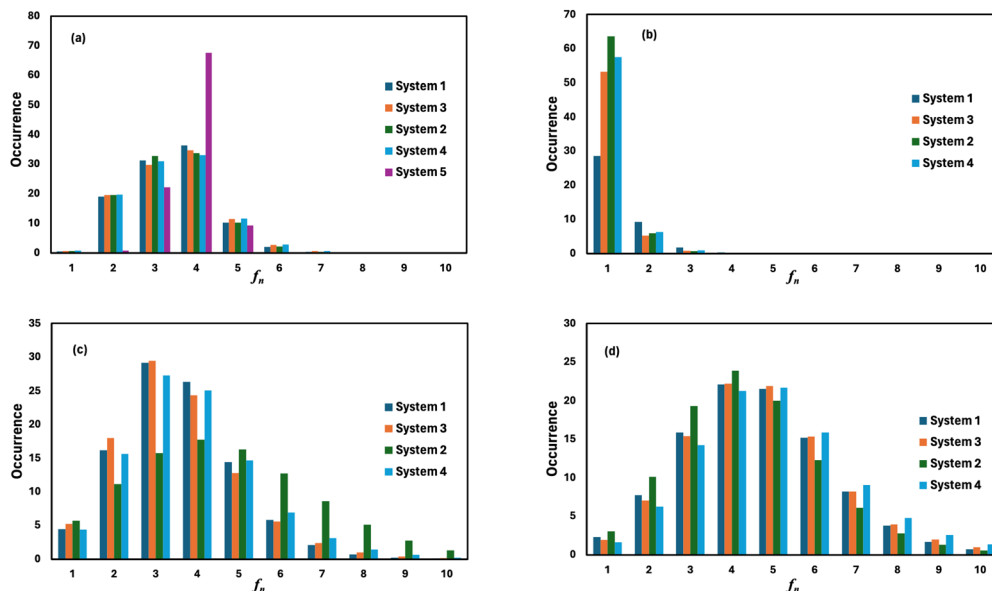 (a)
80
70
60
50
40
30
20
10
0
Occurrence
System 1
System 3
System 2
System 4
System 5
1 2 3 4 5 6 7 8 9 10
fn
(b)
70
60
50
40
30
20
10
0
Occurrence
System 1
System 3
System 2
System 4
1 2 3 4 5 6 7 8 9 10
fn
(c)
35
30
25
20
15
10
5
0
Occurrence
System 1
System 3
System 2
System 4
1 2 3 4 5 6 7 8 9 10
fn
(d)
30
25
20
15
10
5
0
Occurrence
System 1
System 3
System 2
System 4
1 2 3 4 5 6 7 8 9 10
fn